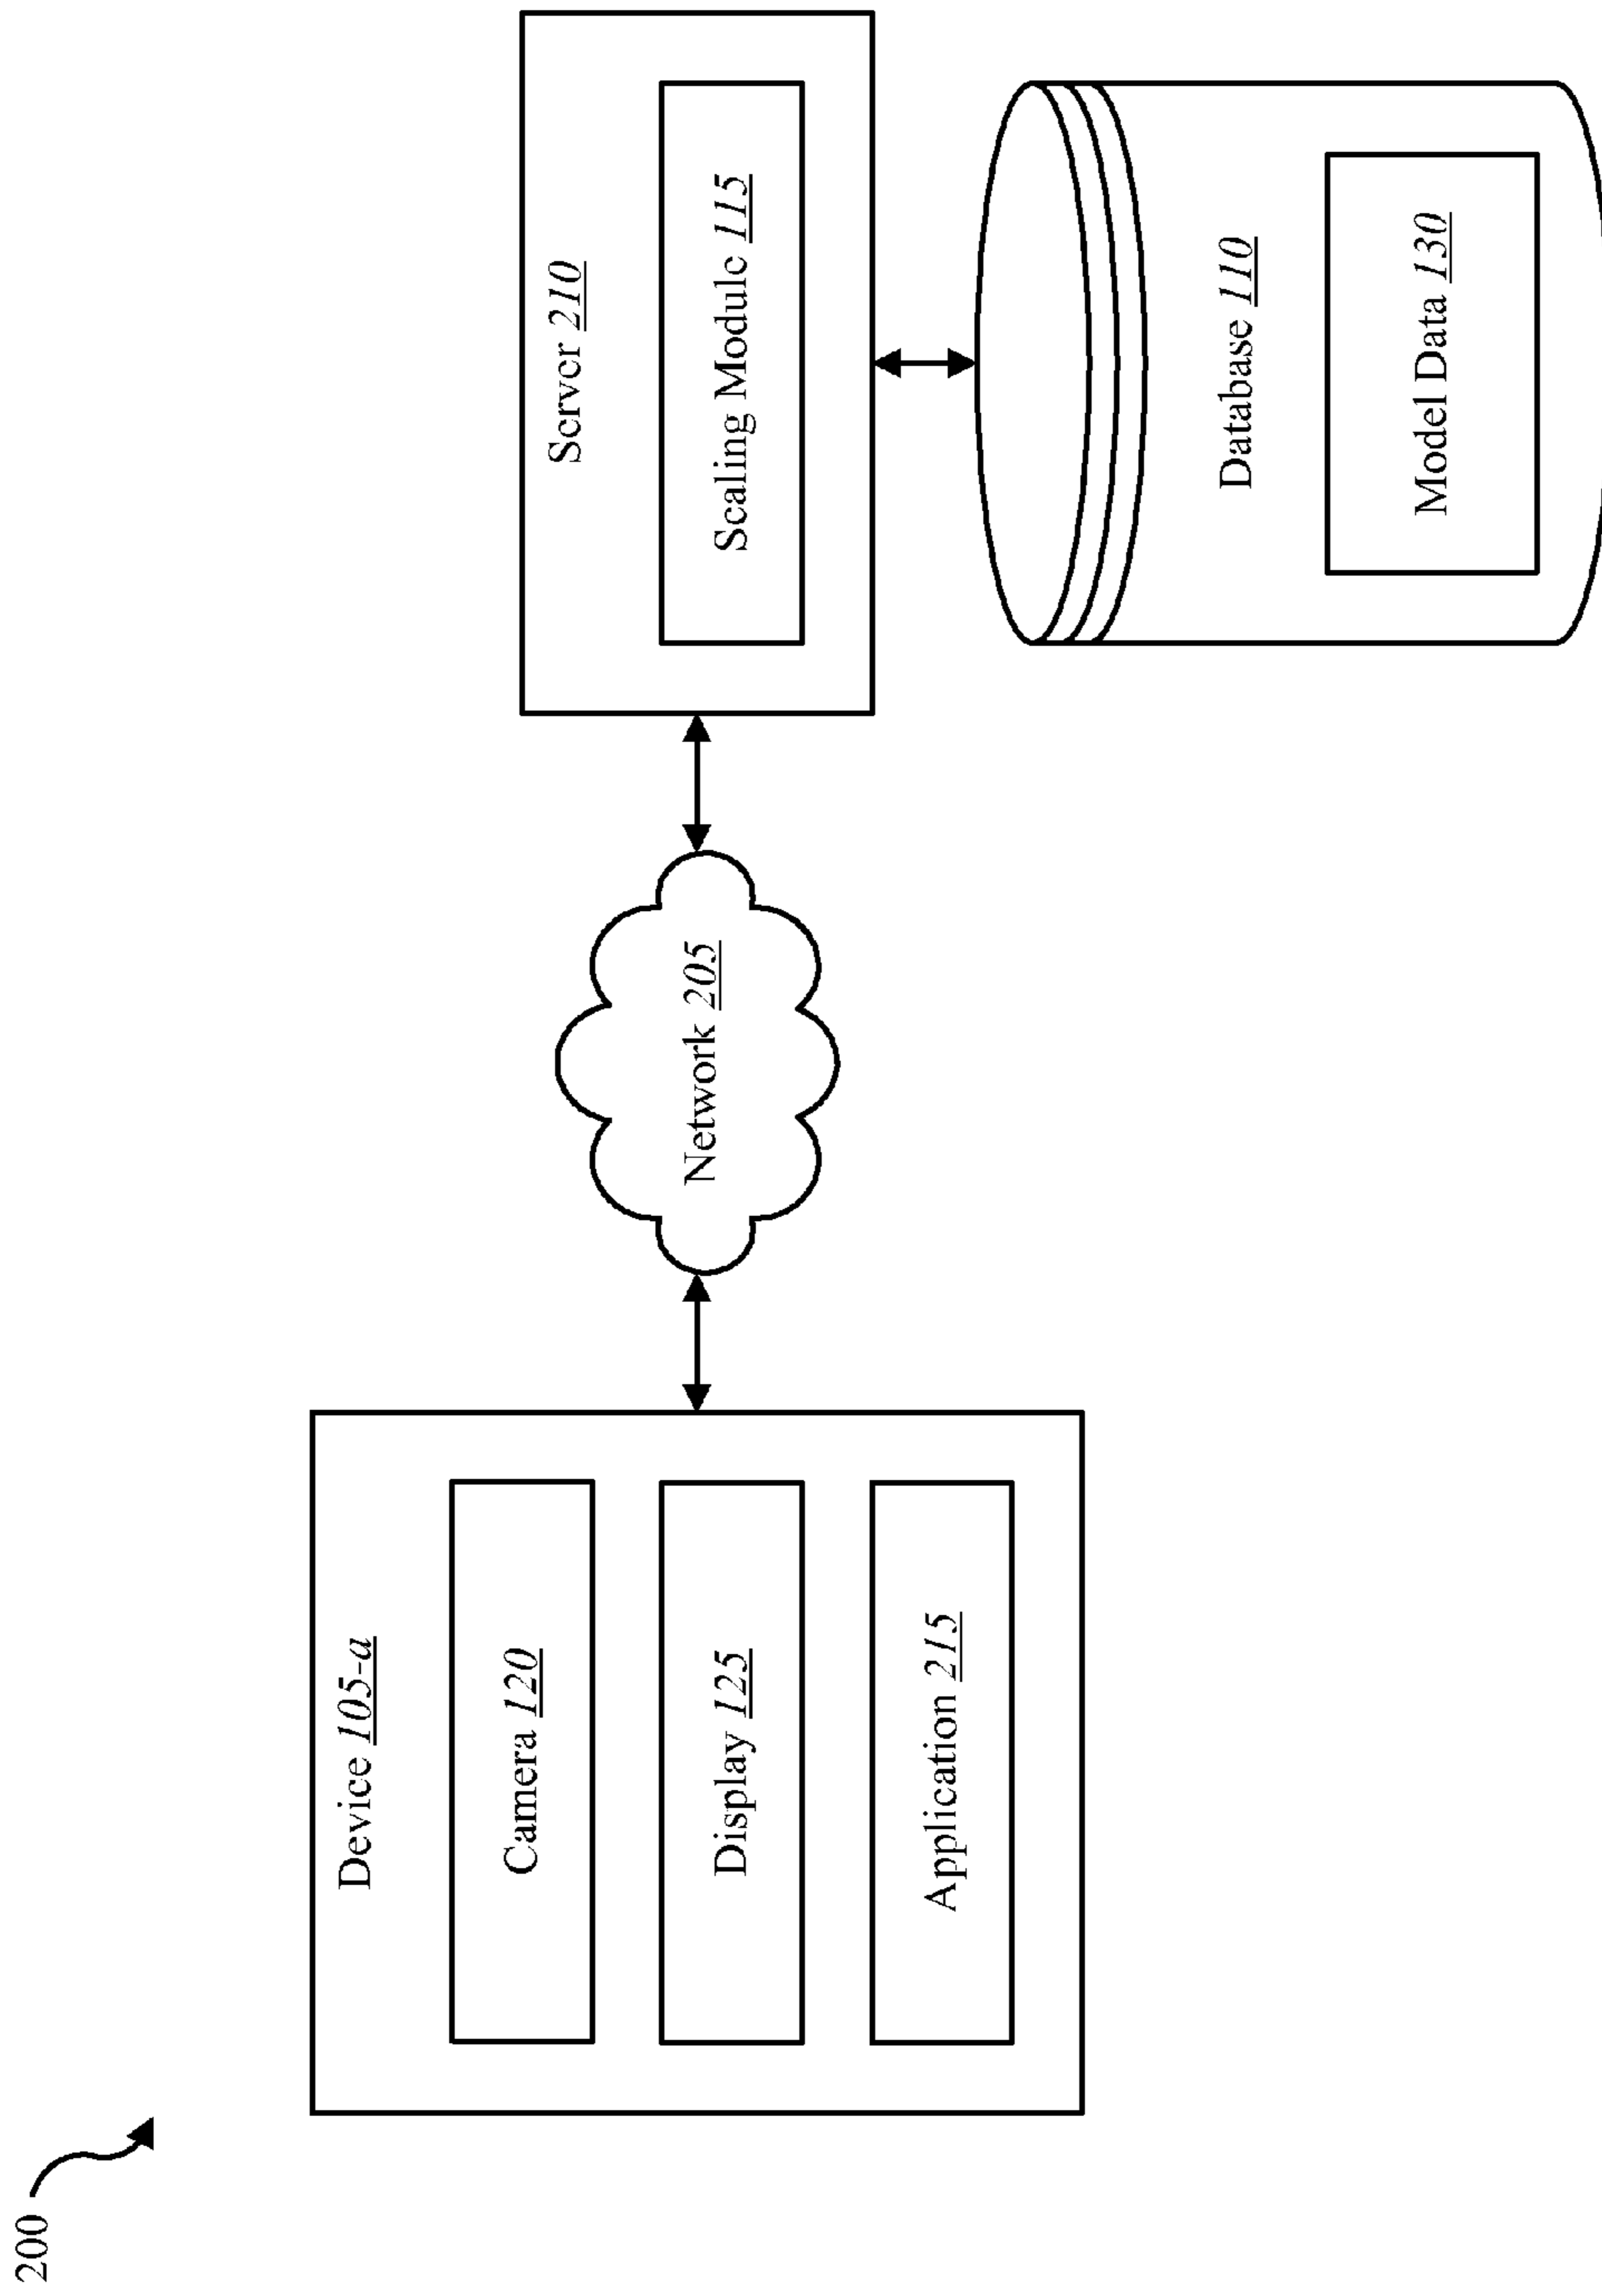 200
Device 105-a
Camera 120
Display 125
Application 215
Network 205
Server 210
Scaling Module 115
Database 110
Model Data 130